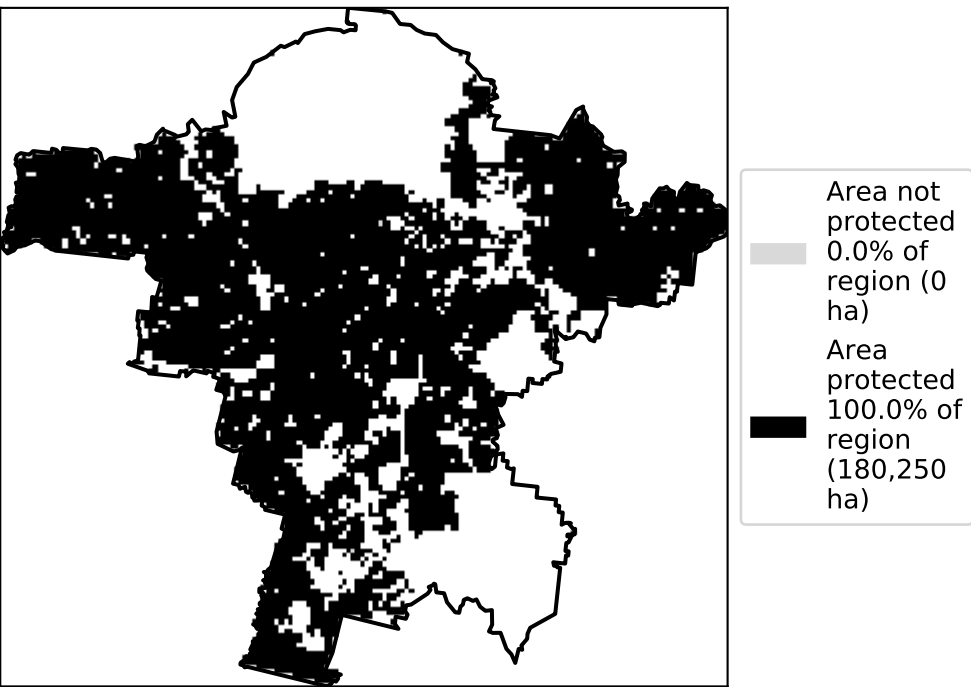 Area not
protected
0.0% of
region (0
ha)
Area
protected
100.0% of
region
(180,250
ha)